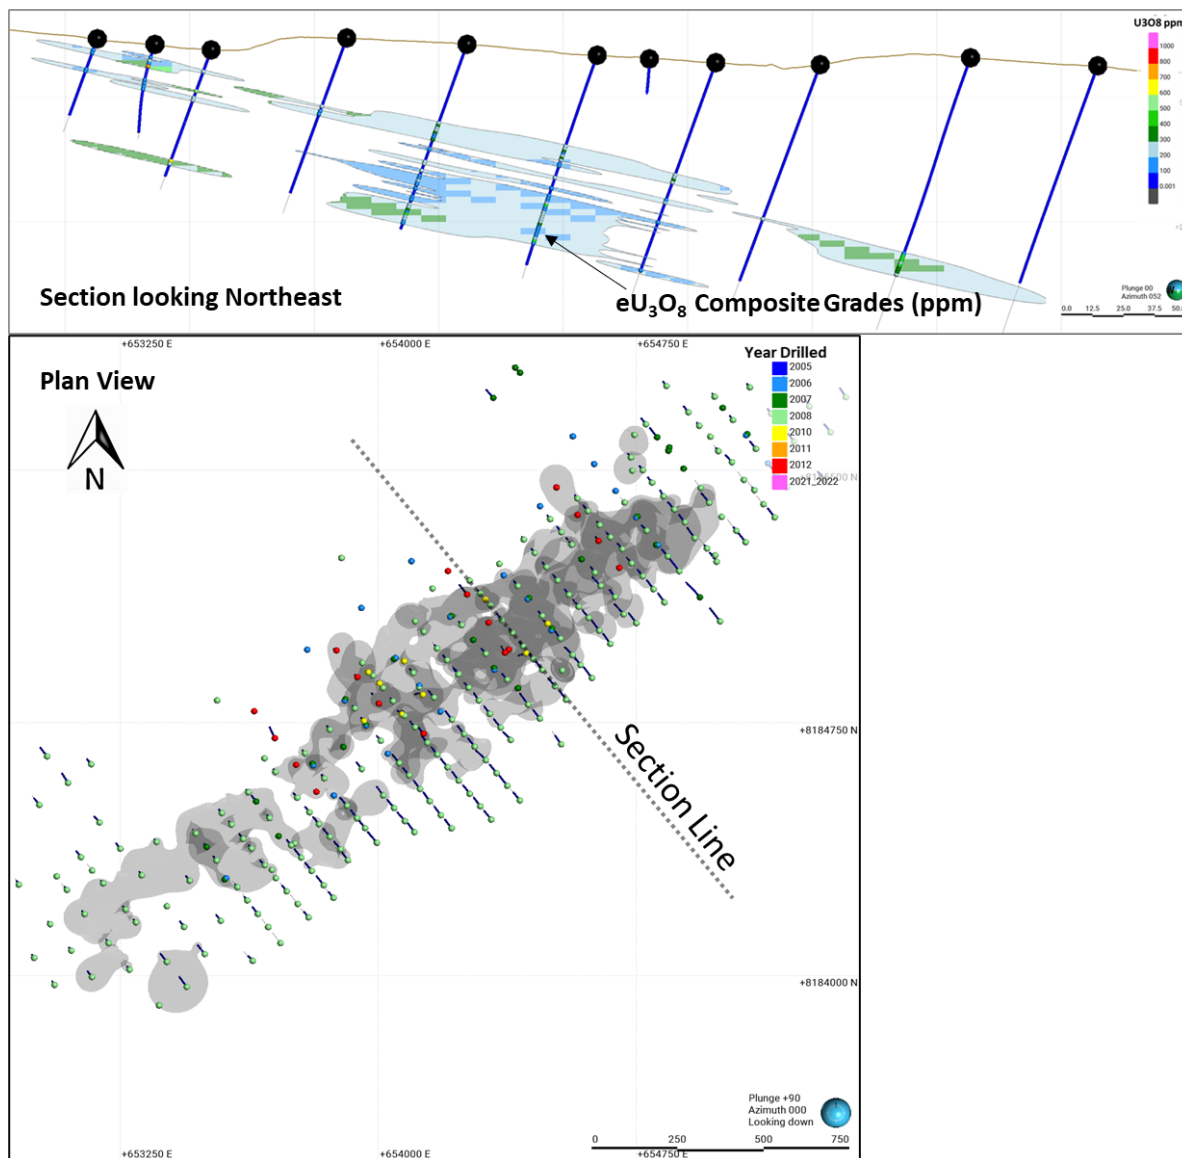 U3O8 ppm
1000
800
700
600
500
400
300
200
100
0.001
Section looking Northeast
eU₃O₈ Composite Grades (ppm)
Plunge 00
Azimuth 052
0.0 12.5 25.0 37.5
+653250 E +654000 E +654750 E
Plan View
N
Year Drilled
2005
2006
2007
2008
2010
2011
2012
2021_2022
+8184750 N
Section Line
+8184000 N
Plunge +90
Azimuth 000
Looking down
0 250 500 750
+653250 E +654000 E +654750 E